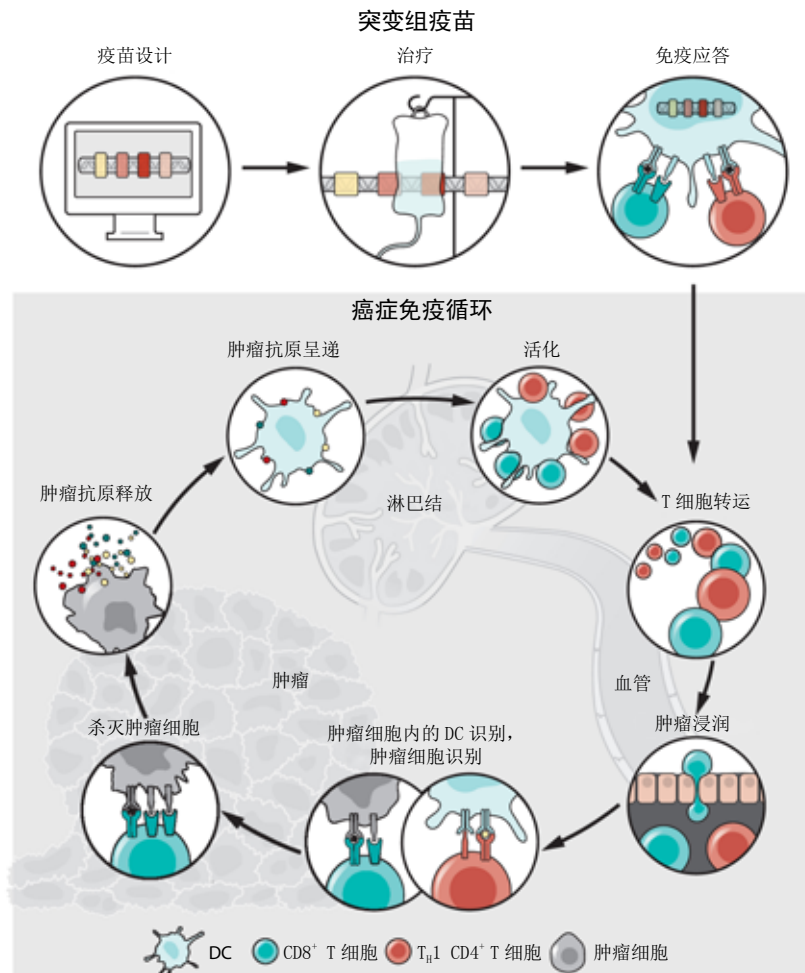 突变组疫苗
疫苗设计
治疗
免疫应答
癌症免疫循环
肿瘤抗原呈递
活化
肿瘤抗原释放
淋巴结
T 细胞转运
肿瘤
血管
杀灭肿瘤细胞
肿瘤细胞内的 DC 识别，
肿瘤细胞识别
肿瘤浸润
DC CD8⁺ T 细胞 Tₕ1 CD4⁺ T 细胞 肿瘤细胞